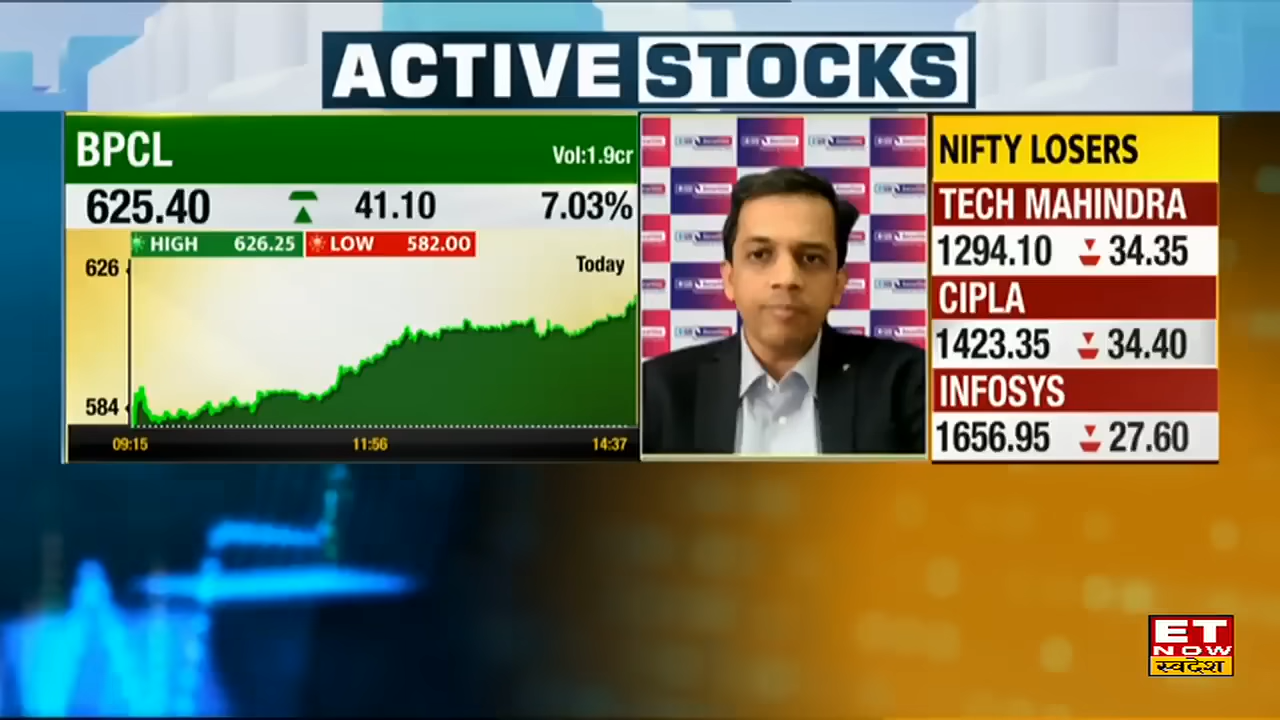 ACTIVE STOCKS
BPCL
Vol:1.9cr
625.40 41.10 7.03%
HIGH 626.25 LOW 582.00
Today
626
584
09:15 11:56 14:37
NIFTY LOSERS
TECH MAHINDRA
1294.10 34.35
CIPLA
1423.35 34.40
INFOSYS
1656.95 27.60
ET
NOW
स्वदेश